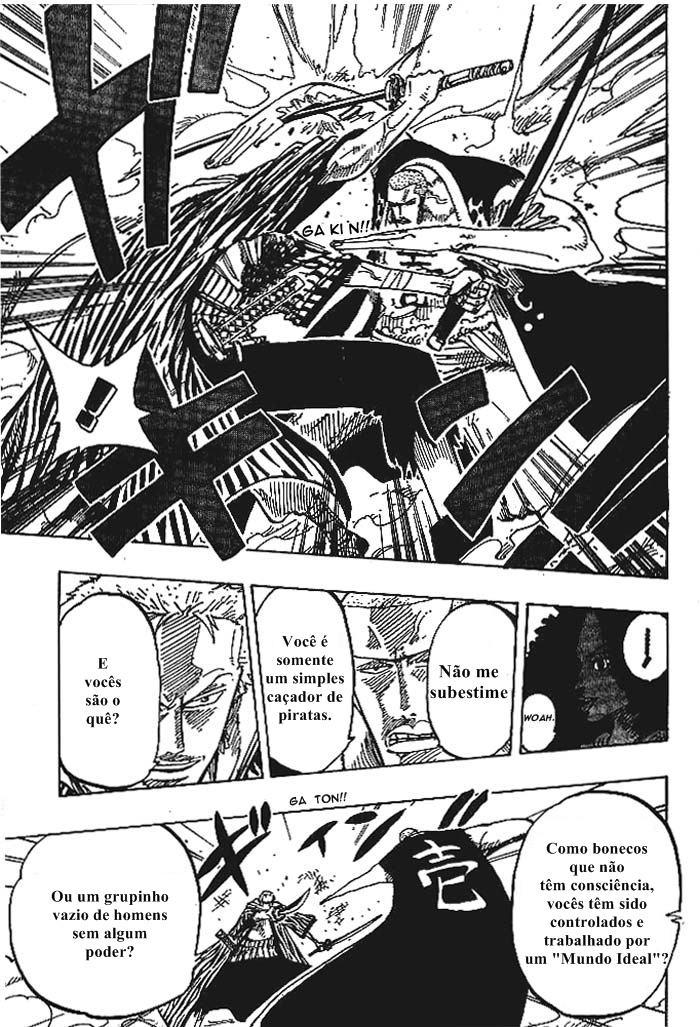 GA KI'N!!
!
!
WOAH.
Não me
subestime
Você é
somente
um simples
caçador de
piratas.
E
vocês
são o
quê?
GA TON!!
Como bonecos
que não
têm consciência,
vocês têm sido
controlados e
trabalhado por
um "Mundo Ideal"?
壱
Ou um grupinho
vazio de homens
sem algum
poder?